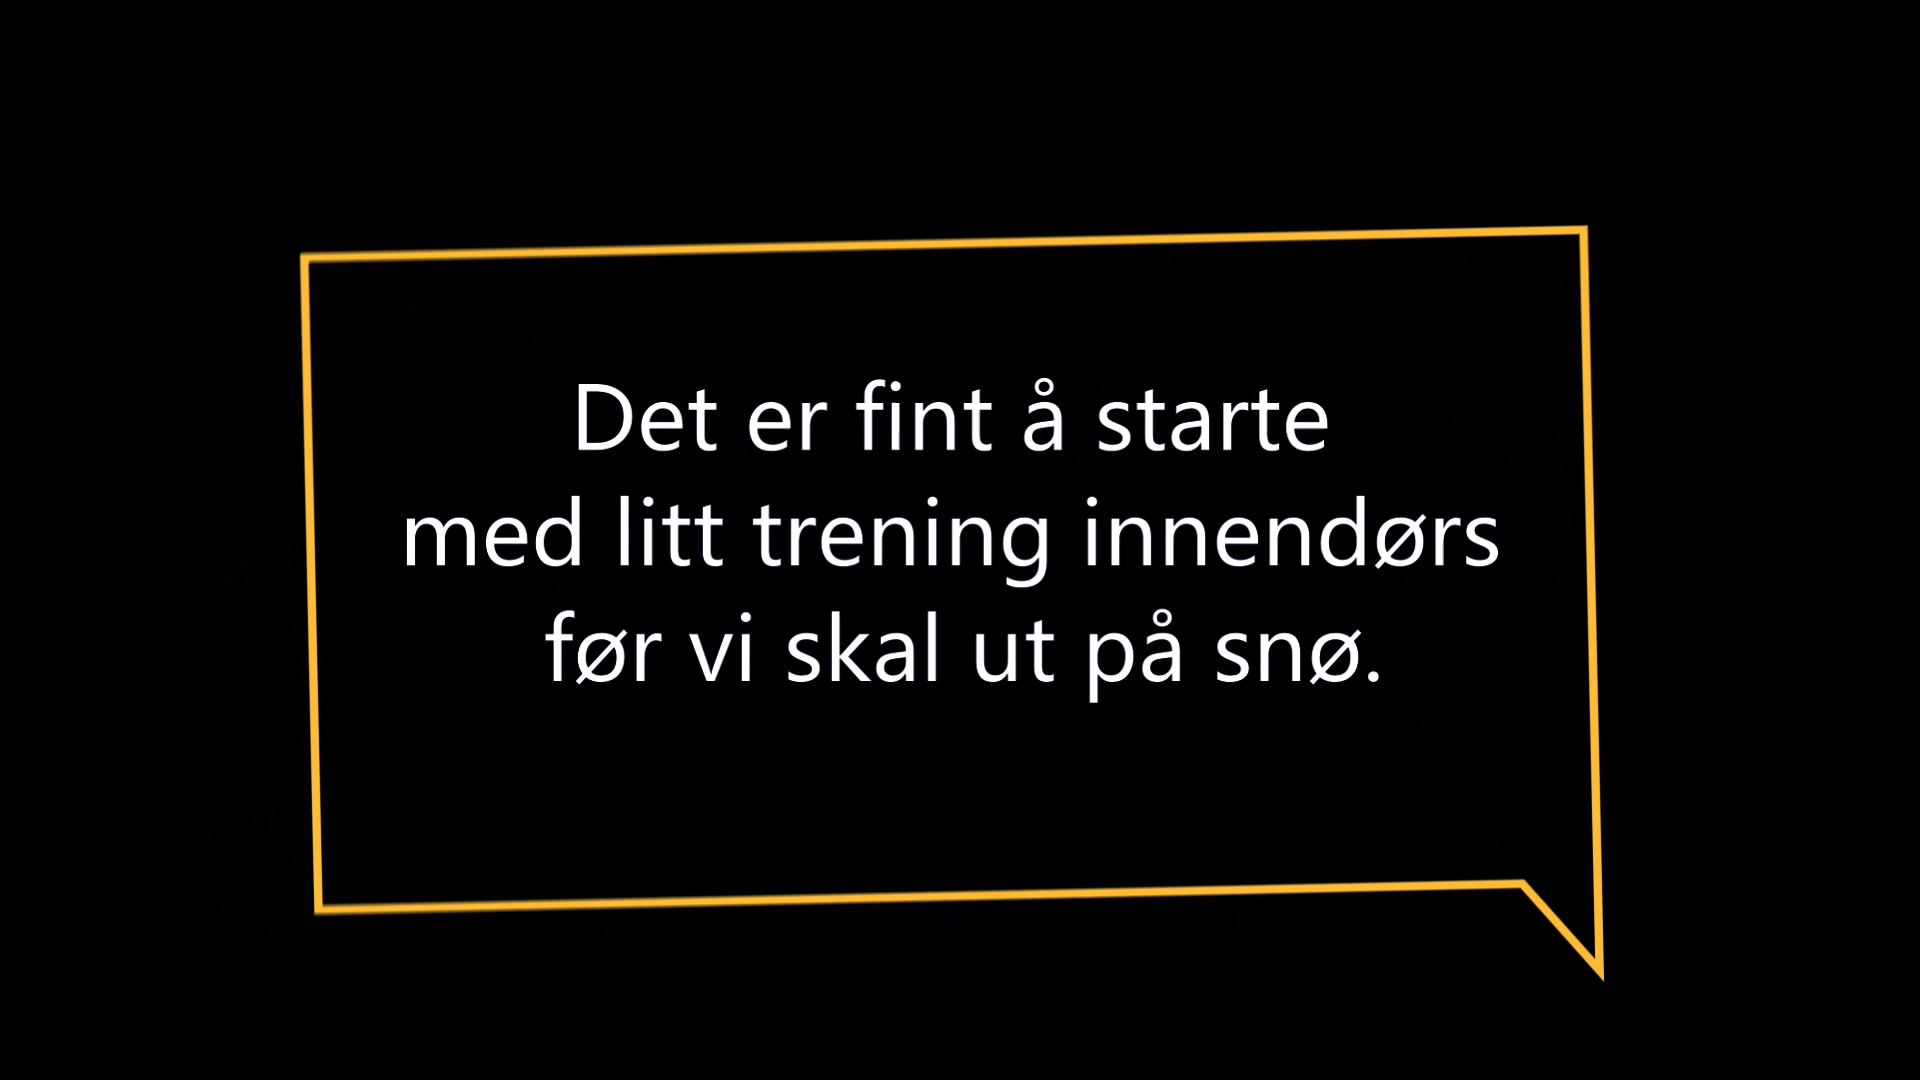 Det er fint å starte
med litt trening innendørs
før vi skal ut på snø.